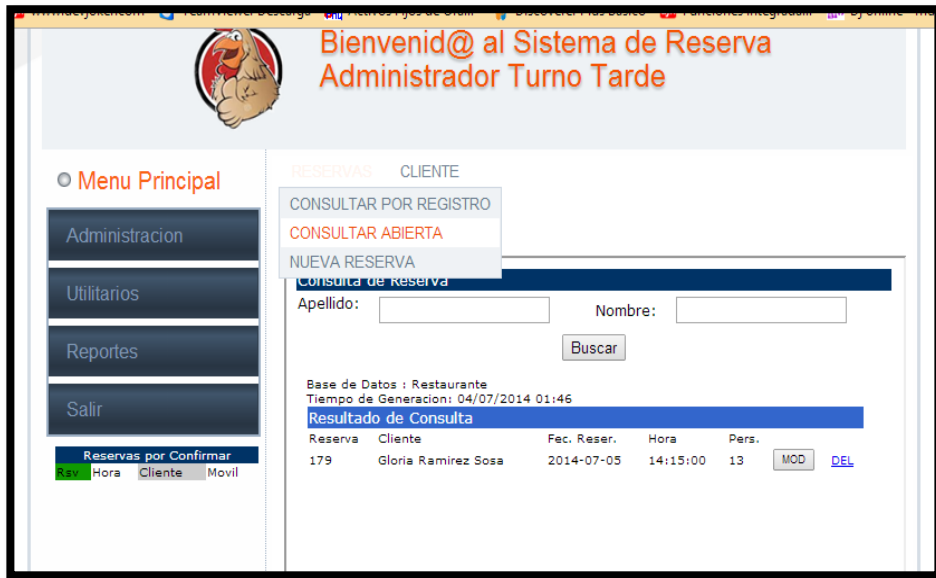 Bienvenid@ al Sistema de Reserva
Administrador Turno Tarde
Menu Principal
Administracion
Utilitarios
Reportes
Salir
Reservas por Confirmar
Rsv Hora Cliente Movil
RESERVAS CLIENTE
CONSULTAR POR REGISTRO
CONSULTAR ABIERTA
NUEVA RESERVA
Consulta de Reserva
Apellido: Nombre:
Buscar
Base de Datos : Restaurante
Tiempo de Generacion: 04/07/2014 01:46
Resultado de Consulta
Reserva Cliente Fec. Reser. Hora Pers.
179 Gloria Ramirez Sosa 2014-07-05 14:15:00 13 MOD DEL